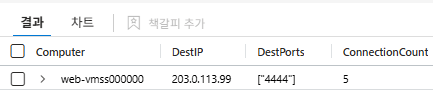 결과 차트 책갈피 추가
Computer DestIP DestPorts ConnectionCount
web-vmss000000 203.0.113.99 ["4444"] 5